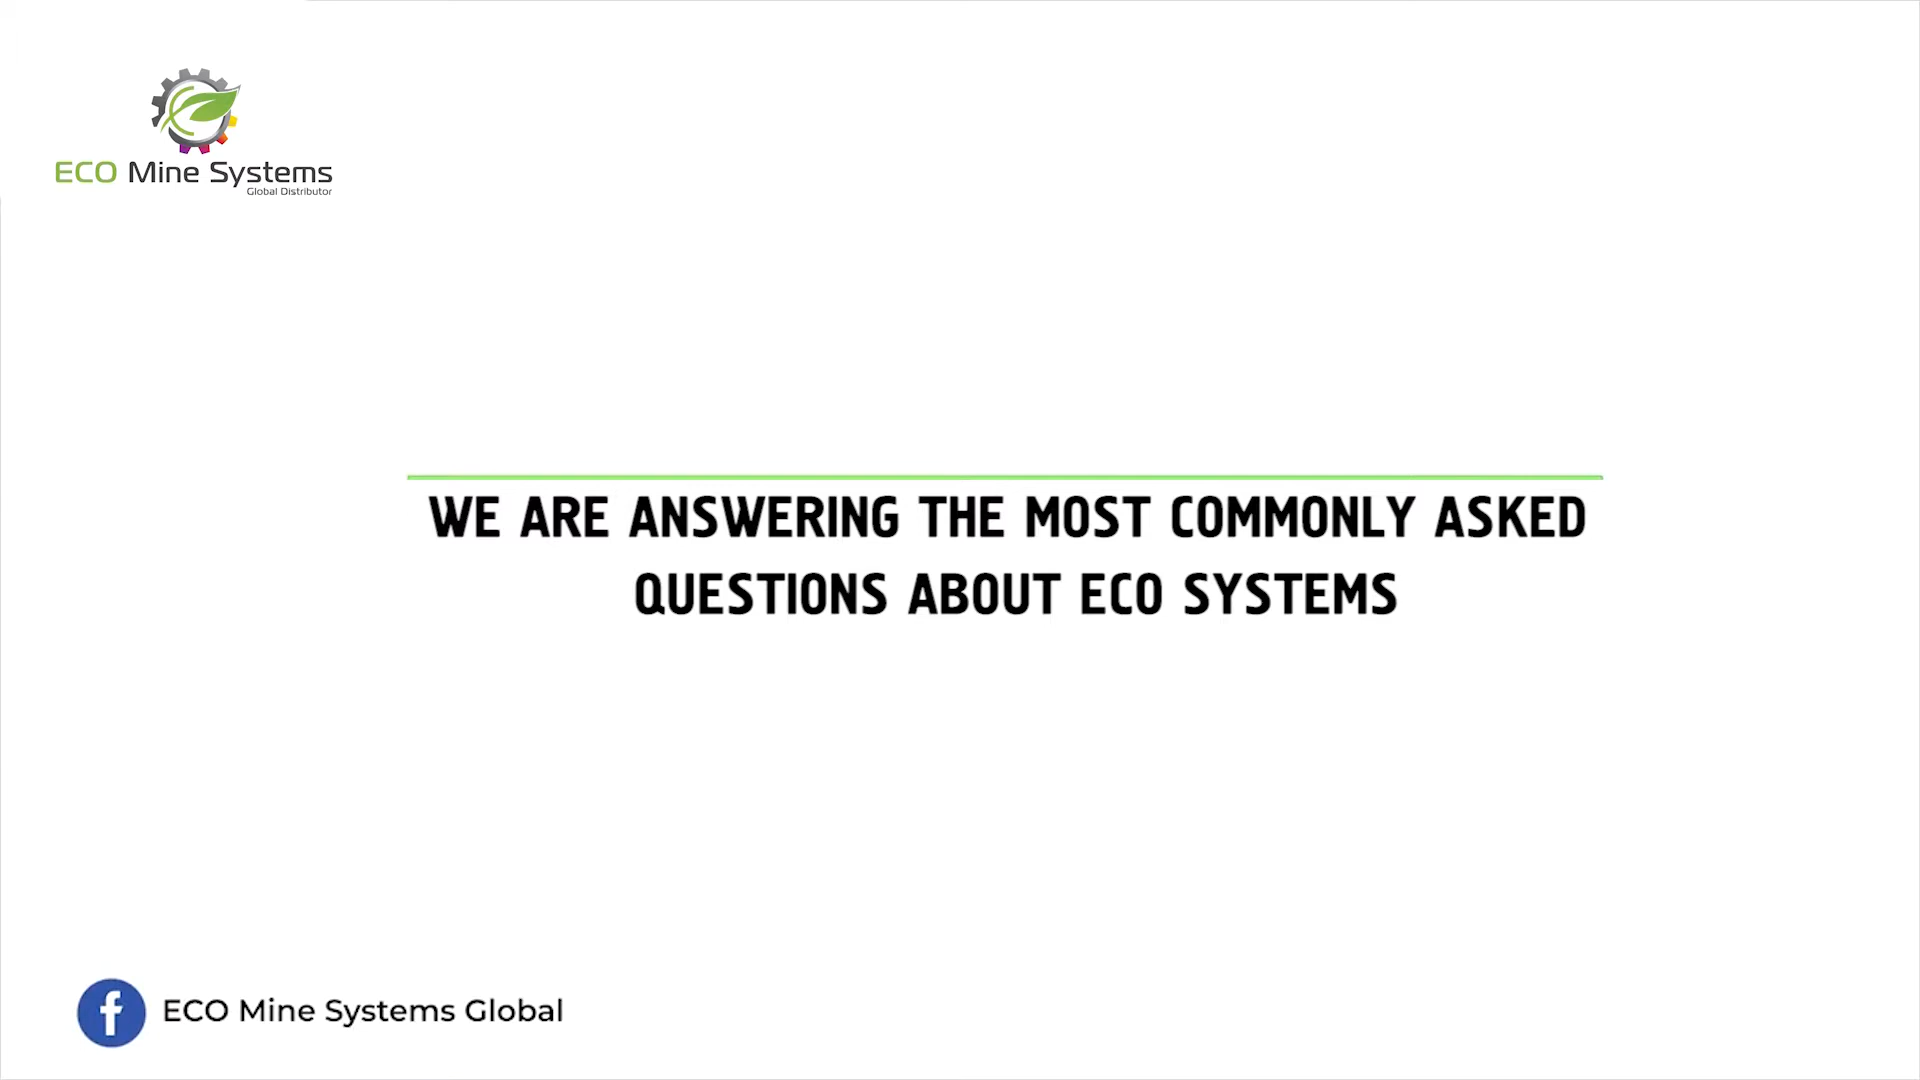 ECO Mine Systems
Global Distributor
WE ARE ANSWERING THE MOST COMMONLY ASKED
QUESTIONS ABOUT ECO SYSTEMS
ECO Mine Systems Global